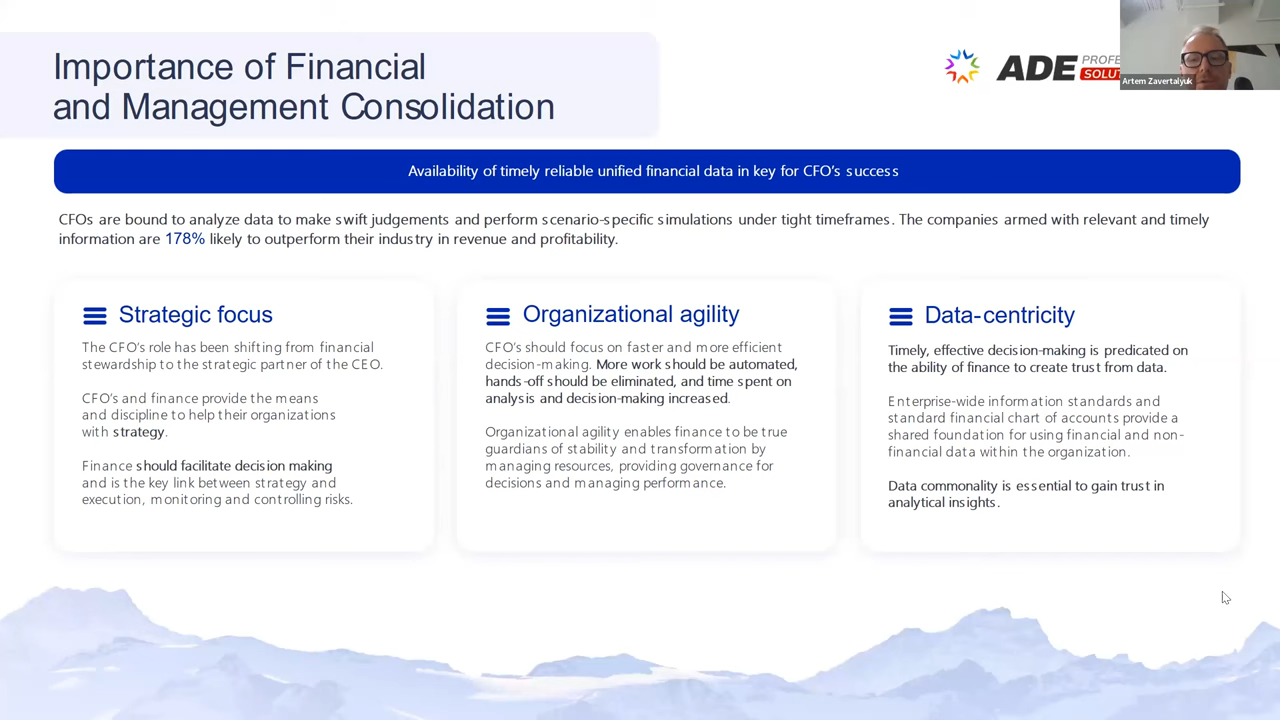 Importance of Financial
and Management Consolidation
ADE
Artem Zavertalyuk
Availability of timely reliable unified financial data in key for CFO's success
CFOs are bound to analyze data to make swift judgements and perform scenario-specific simulations under tight timeframes. The companies armed with relevant and timely
information are 178% likely to outperform their industry in revenue and profitability.
Strategic focus
The CFO's role has been shifting from financial
stewardship to the strategic partner of the CEO.
CFO's and finance provide the means
and discipline to help their organizations
with strategy.
Finance should facilitate decision making
and is the key link between strategy and
execution, monitoring and controlling risks.
Organizational agility
CFO's should focus on faster and more efficient
decision-making. More work should be automated,
hands-off should be eliminated, and time spent on
analysis and decision-making increased.
Organizational agility enables finance to be true
guardians of stability and transformation by
managing resources, providing governance for
decisions and managing performance.
Data-centricity
Timely, effective decision-making is predicated on
the ability of finance to create trust from data.
Enterprise-wide information standards and
standard financial chart of accounts provide a
shared foundation for using financial and non-
financial data within the organization.
Data commonality is essential to gain trust in
analytical insights.